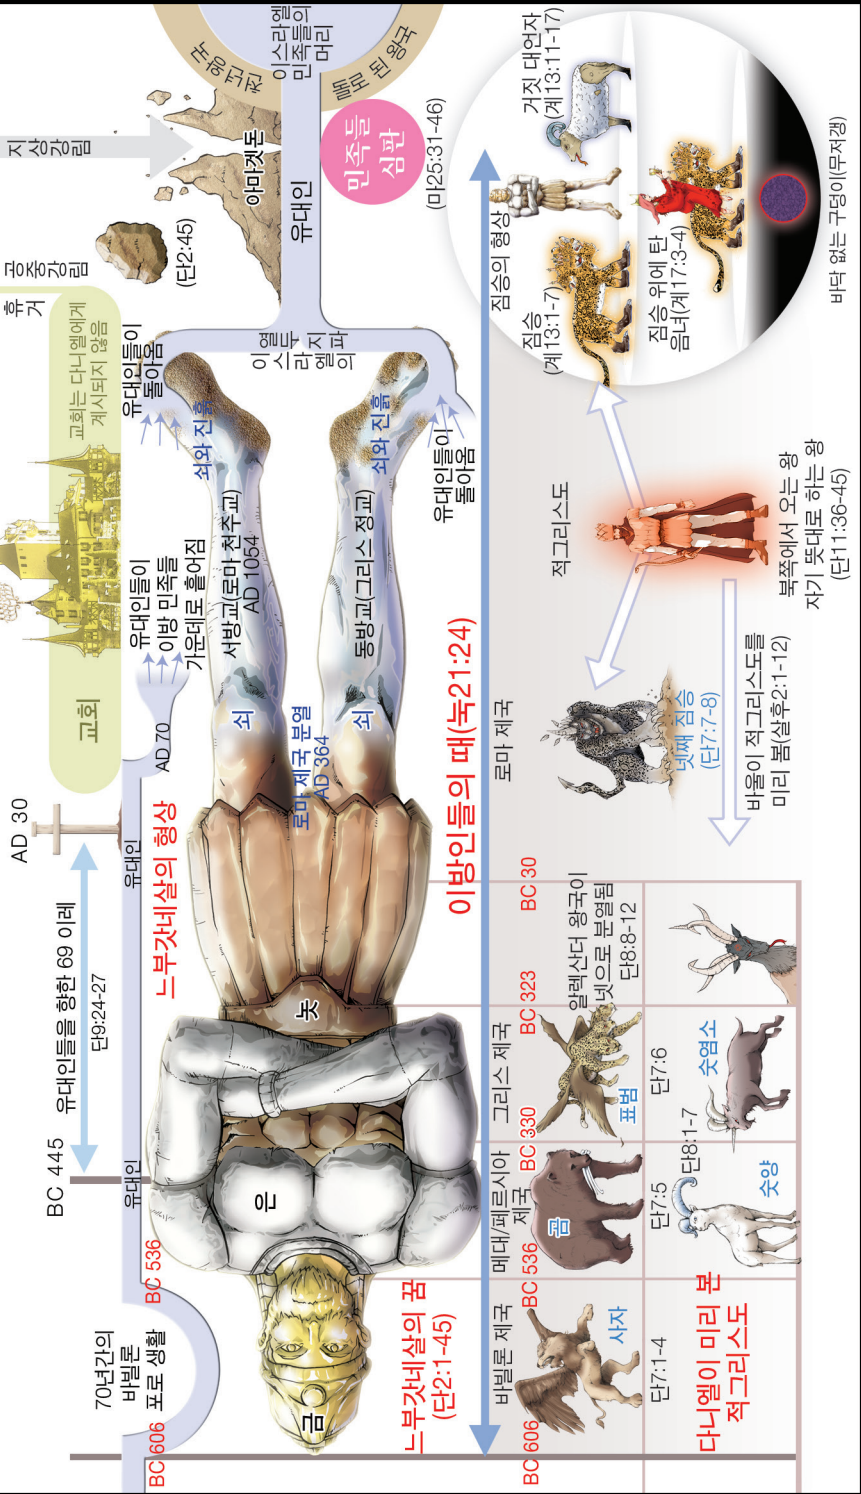 BC 606
70년간의
바빌론
포로 생활
BC 536
BC 445
유대인들을 향한 69 이레
단9:24-27
AD 30
유대인
유대인
AD 70
교회
교회는 다니엘에게
계시되지 않음
휴거
공중강림
지상강림
유대인들이
이방 민족들
가운데로 흩어짐
유대인들이
돌아옴
(단2:45)
아마겟돈
천년왕국
이스라엘
민족들의
머리
돌로 된 왕국
느부갓네살의 형상
금
은
놋
쇠
쇠
로마 제국 분열
AD 364
서방교(로마 천주교)
AD 1054
동방교(그리스 정교)
쇠와 진흙
쇠와 진흙
유대인들이
돌아옴
이스라엘의
열두 지파
유대인
민족들
심판
(마25:31-46)
느부갓네살의 꿈
(단2:1-45)
이방인들의 때(눅21:24)
BC 606
바빌론 제국
사자
단7:1-4
BC 536
메대/페르시아
제국
곰
단7:5
BC 330
그리스 제국
표범
단7:6
BC 323
알렉산더 왕국이
넷으로 분열됨
단8:8-12
BC 30
로마 제국
넷째 짐승
(단7:7-8)
바울이 적그리스도를
미리 봄(살후2:1-12)
적그리스도
북쪽에서 오는 왕
자기 뜻대로 하는 왕
(단11:36-45)
짐승의 형상
짐승
(계13:1-7)
거짓 대언자
(계13:11-17)
짐승 위에 탄
음녀(계17:3-4)
바닥 없는 구덩이(무저갱)
다니엘이 미리 본
적그리스도
숫양
단8:1-7
숫염소